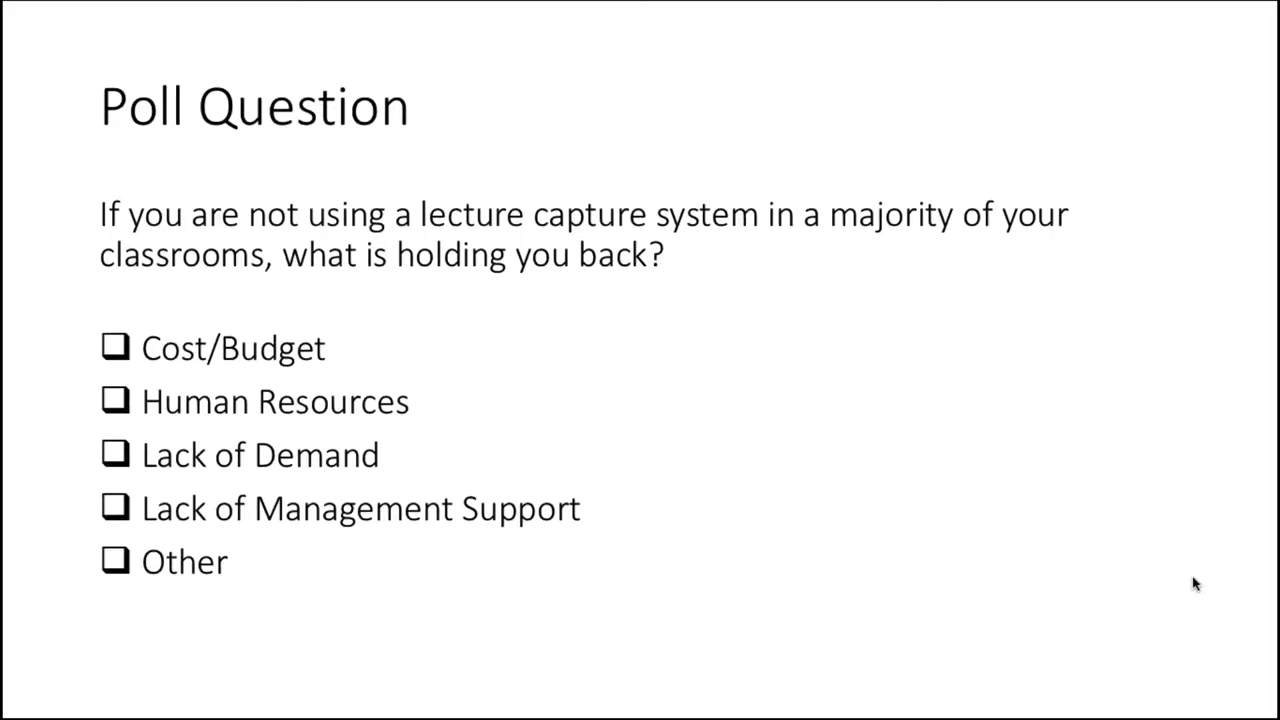 Poll Question
If you are not using a lecture capture system in a majority of your
classrooms, what is holding you back?
Cost/Budget
Human Resources
Lack of Demand
Lack of Management Support
Other